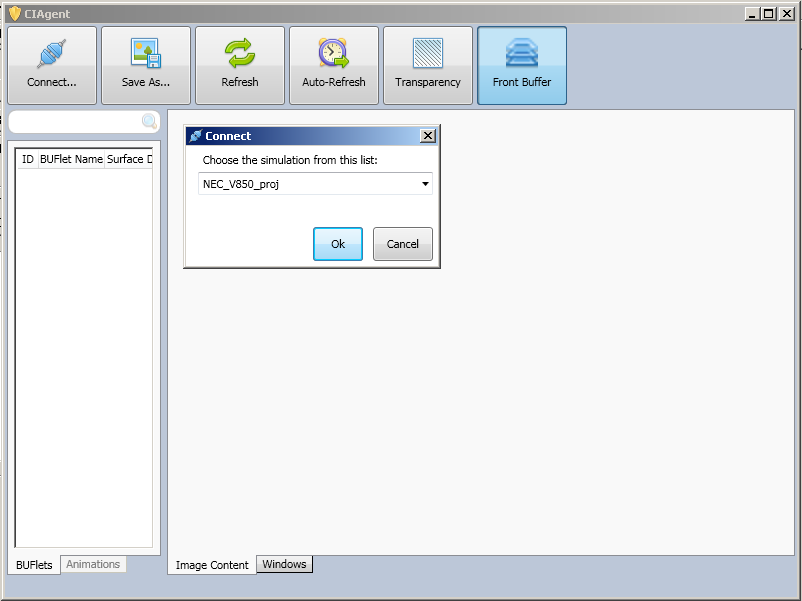 CIAgent
Connect... Save As... Refresh Auto-Refresh Transparency Front Buffer
Connect
Choose the simulation from this list:
NEC_V850_proj
Ok Cancel
ID BUFlet Name Surface D
BUFlets Animations
Image Content Windows